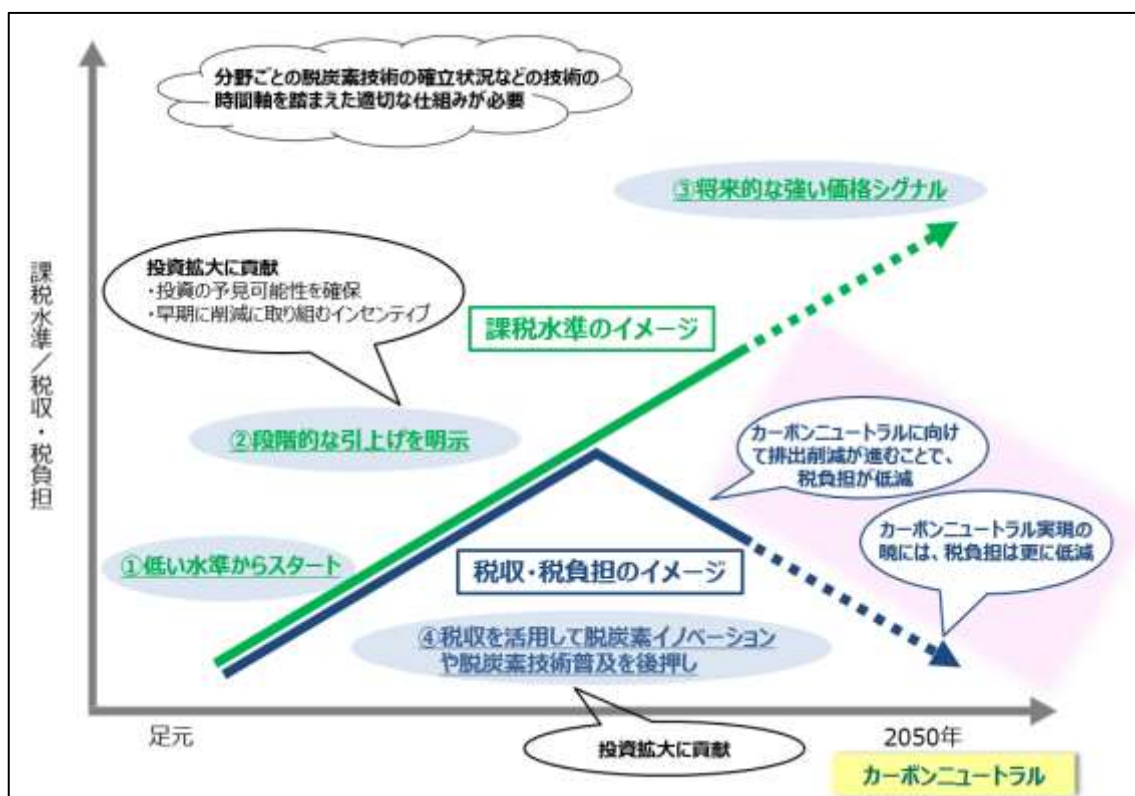 分野ごとの脱炭素技術の確立状況などの技術の
時間軸を踏まえた適切な仕組みが必要
③将来的な強い価格シグナル
投資拡大に貢献
・投資の予見可能性を確保
・早期に削減に取り組むインセンティブ
課税水準のイメージ
課税水準／税収・税負担
②段階的な引上げを明示
カーボンニュートラルに向け
て排出削減が進むことで、
税負担が低減
カーボンニュートラル実現の
暁には、税負担は更に低減
①低い水準からスタート
税収・税負担のイメージ
④税収を活用して脱炭素イノベーション
や脱炭素技術普及を後押し
足元
投資拡大に貢献
2050年
カーボンニュートラル